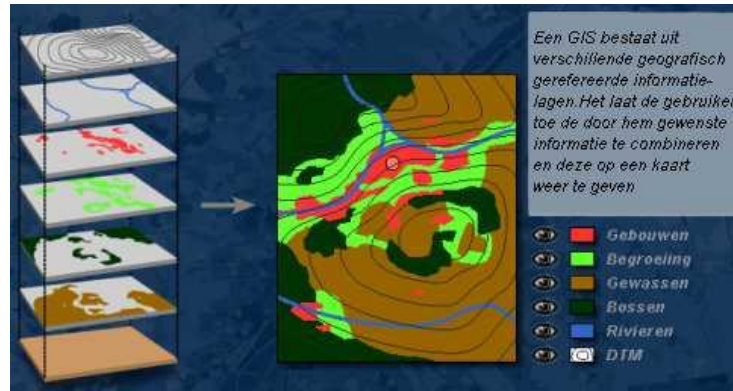 Een GIS bestaat uit
verschillende geografisch
gerefereerde informatie-
lagen.Het laat de gebruiker
toe de door hem gewenste
informatie te combineren
en deze op een kaart
weer te geven
Gebouwen
Begroeiing
Gewassen
Bossen
Rivieren
DTM